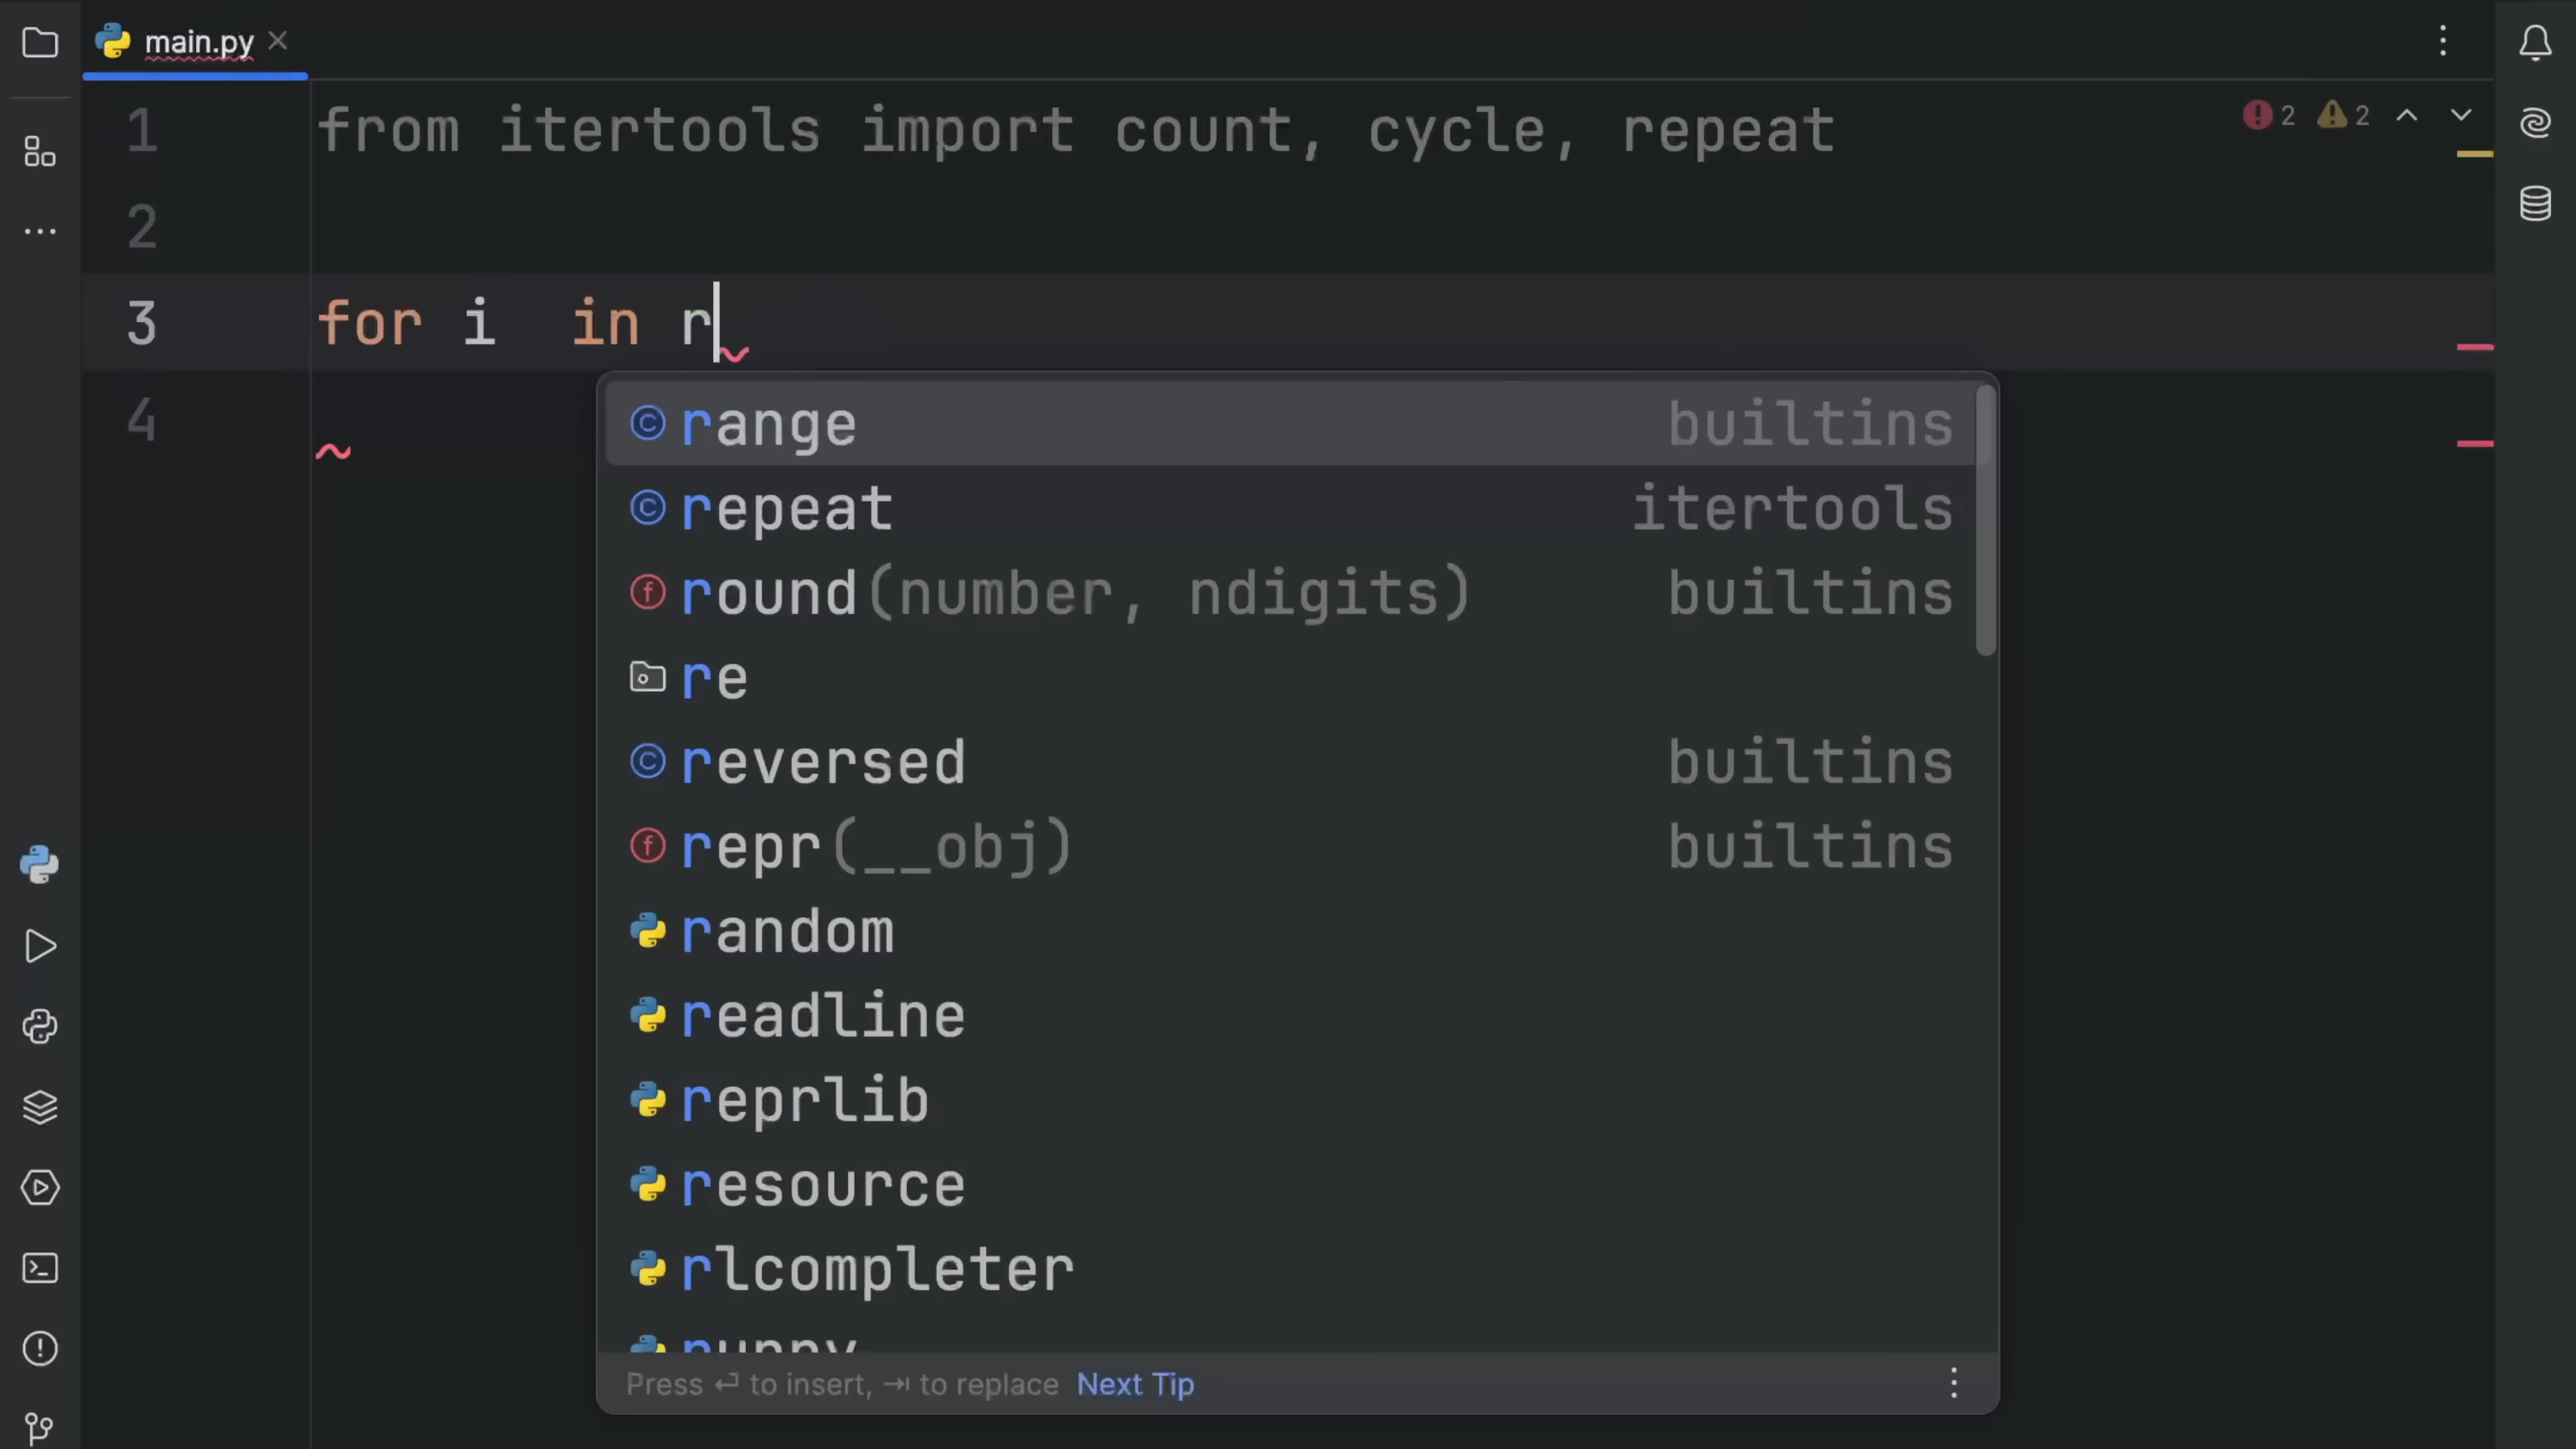 main.py
2 2
1 from itertools import count, cycle, repeat
2
3 for i  in r
4
range builtins
repeat itertools
round(number, ndigits) builtins
re
reversed builtins
repr(__obj) builtins
random
readline
reprlib
resource
rlcompleter
Press ⏎ to insert, ⇥ to replace Next Tip